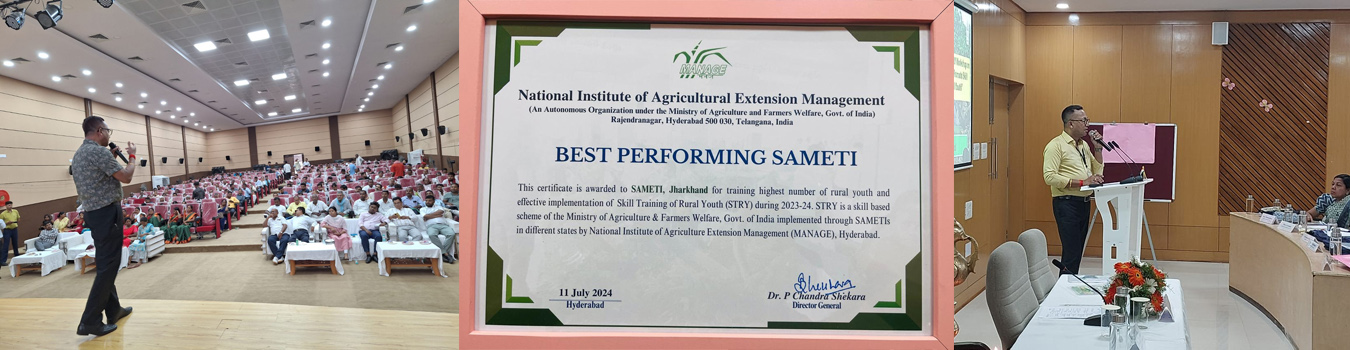 MANAGE
National Institute of Agricultural Extension Management
(An Autonomous Organization under the Ministry of Agriculture and Farmers Welfare, Govt. of India)
Rajendranagar, Hyderabad 500 030, Telangana, India
BEST PERFORMING SAMETI
This certificate is awarded to SAMETI, Jharkhand for training highest number of rural youth and
effective implementation of Skill Training of Rural Youth (STRY) during 2023-24. STRY is a skill based
scheme of the Ministry of Agriculture & Farmers Welfare, Govt. of India implemented through SAMETIs
in different states by National Institute of Agriculture Extension Management (MANAGE), Hyderabad.
11 July 2024
Hyderabad
Dr. P Chandra Shekara
Director General